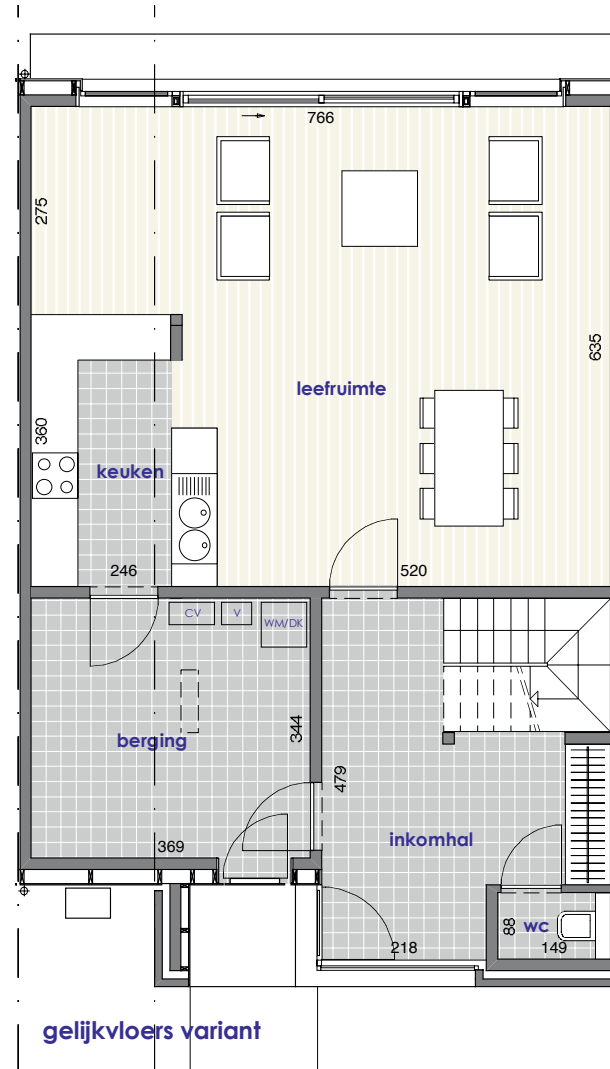 766
275
635
leefruimte
360
keuken
246
520
CV
V
WM/DK
berging
344
479
369
inkomhal
88
wc
218
149
gelijkvloers variant